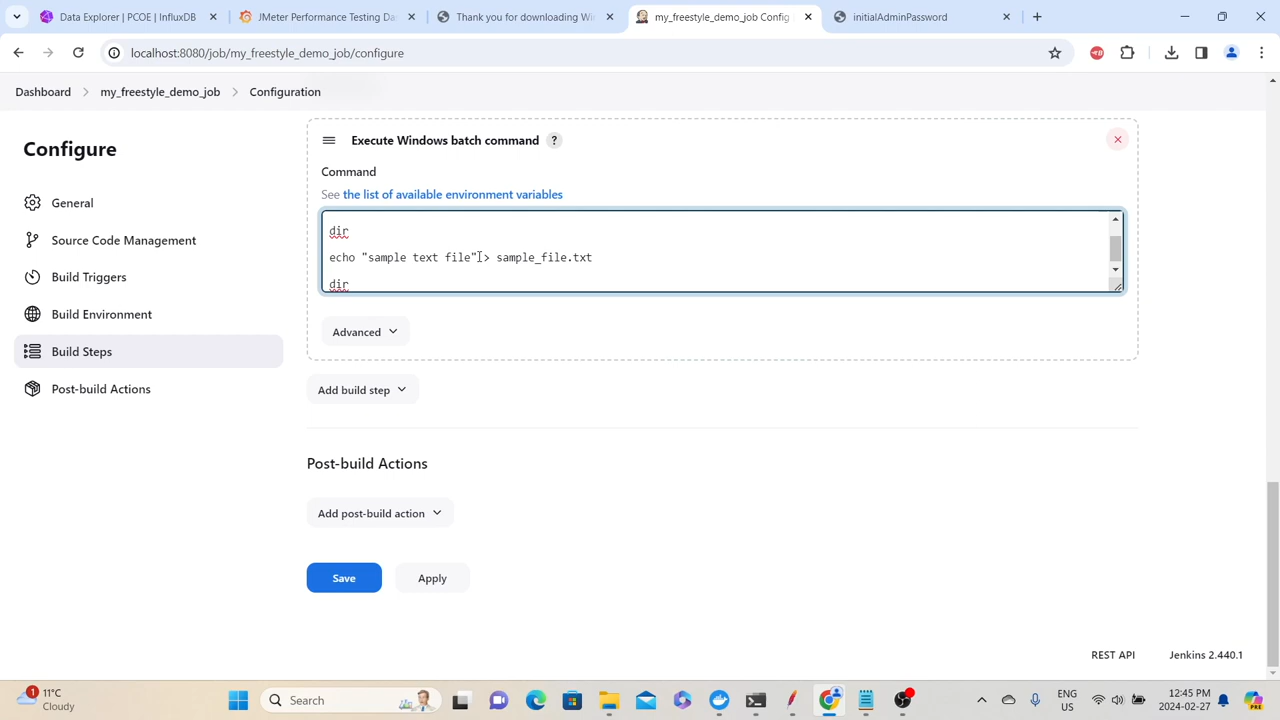 Data Explorer | PCOE | InfluxDB
JMeter Performance Testing Da
Thank you for downloading Wi
my_freestyle_demo_job Config
initialAdminPassword
localhost:8080/job/my_freestyle_demo_job/configure
Dashboard > my_freestyle_demo_job > Configuration
Configure
General
Source Code Management
Build Triggers
Build Environment
Build Steps
Post-build Actions
Execute Windows batch command ?
Command
See the list of available environment variables
dir
echo "sample text file" > sample_file.txt
dir
Advanced
Add build step
Post-build Actions
Add post-build action
Save
Apply
REST API
Jenkins 2.440.1
1
11°C
Cloudy
Search
ENG
US
12:45 PM
2024-02-27
PRE